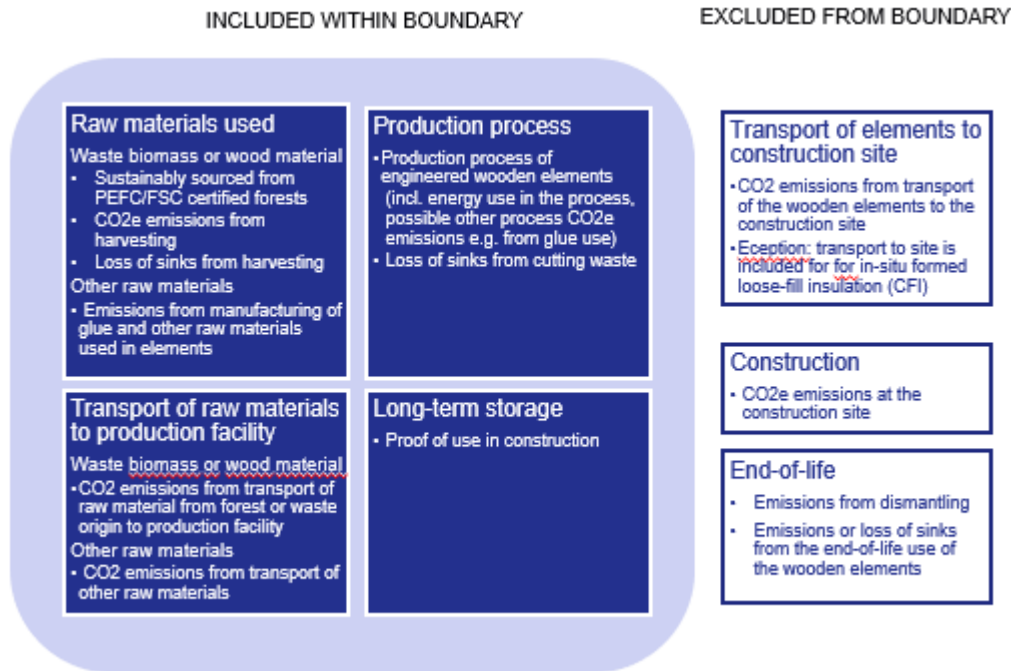 INCLUDED WITHIN BOUNDARY
EXCLUDED FROM BOUNDARY
Raw materials used
Waste biomass or wood material
• Sustainably sourced from
PEFC/FSC certified forests
• CO2e emissions from
harvesting
• Loss of sinks from harvesting
Other raw materials
• Emissions from manufacturing of
glue and other raw materials
used in elements
Production process
• Production process of
engineered wooden elements
(incl. energy use in the process,
possible other process CO2e
emissions e.g. from glue use)
• Loss of sinks from cutting waste
Transport of raw materials
to production facility
Waste biomass or wood material
• CO2 emissions from transport of
raw material from forest or waste
origin to production facility
Other raw materials
• CO2 emissions from transport of
other raw materials
Long-term storage
• Proof of use in construction
Transport of elements to
construction site
• CO2 emissions from transport
of the wooden elements to the
construction site
• Eception: transport to site is
included for for in-situ formed
loose-fill insulation (CFI)
Construction
• CO2e emissions at the
construction site
End-of-life
• Emissions from dismantling
• Emissions or loss of sinks
from the end-of-life use of
the wooden elements